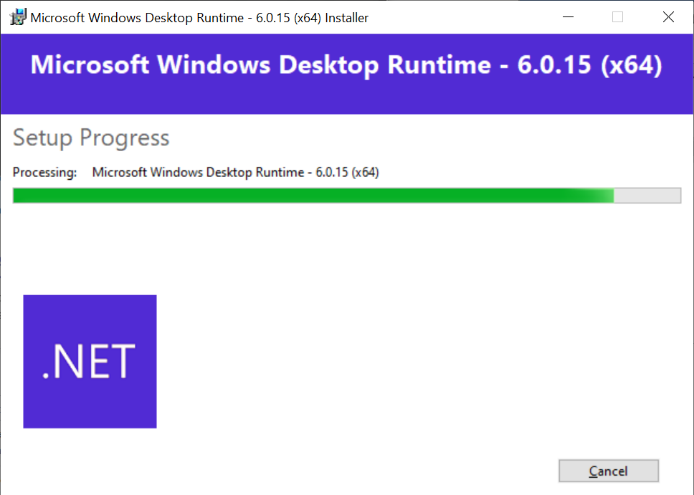 Microsoft Windows Desktop Runtime - 6.0.15 (x64) Installer
Microsoft Windows Desktop Runtime - 6.0.15 (x64)
Setup Progress
Processing: Microsoft Windows Desktop Runtime - 6.0.15 (x64)
.NET
Cancel